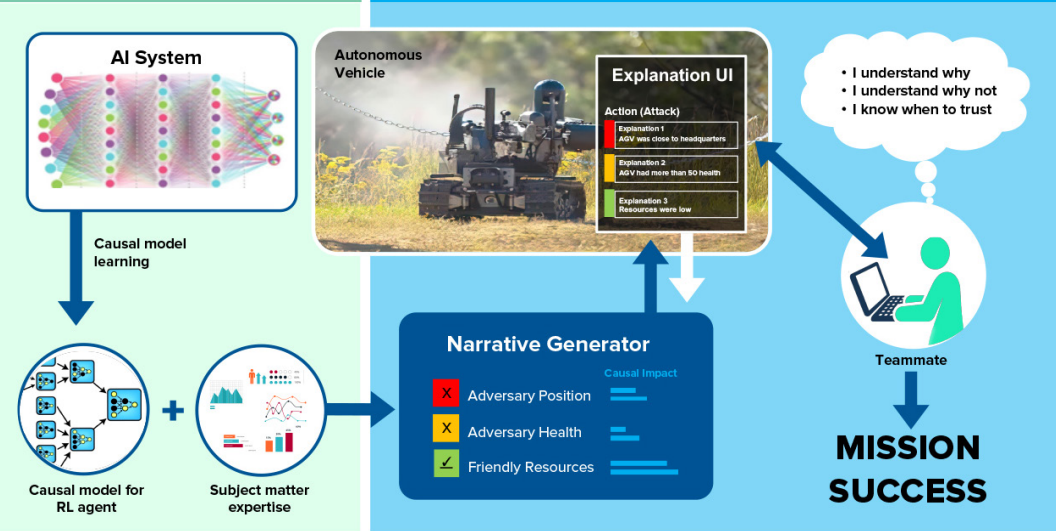 AI System
Causal model
learning
Causal model for
RL agent
+
Subject matter
expertise
Autonomous
Vehicle
Explanation UI
Action (Attack)
Explanation 1
AGV was close to headquarters
Explanation 2
AGV had more than 50 health
Explanation 3
Resources were low
Narrative Generator
Causal Impact
X Adversary Position
X Adversary Health
✓ Friendly Resources
• I understand why
• I understand why not
• I know when to trust
Teammate
MISSION
SUCCESS